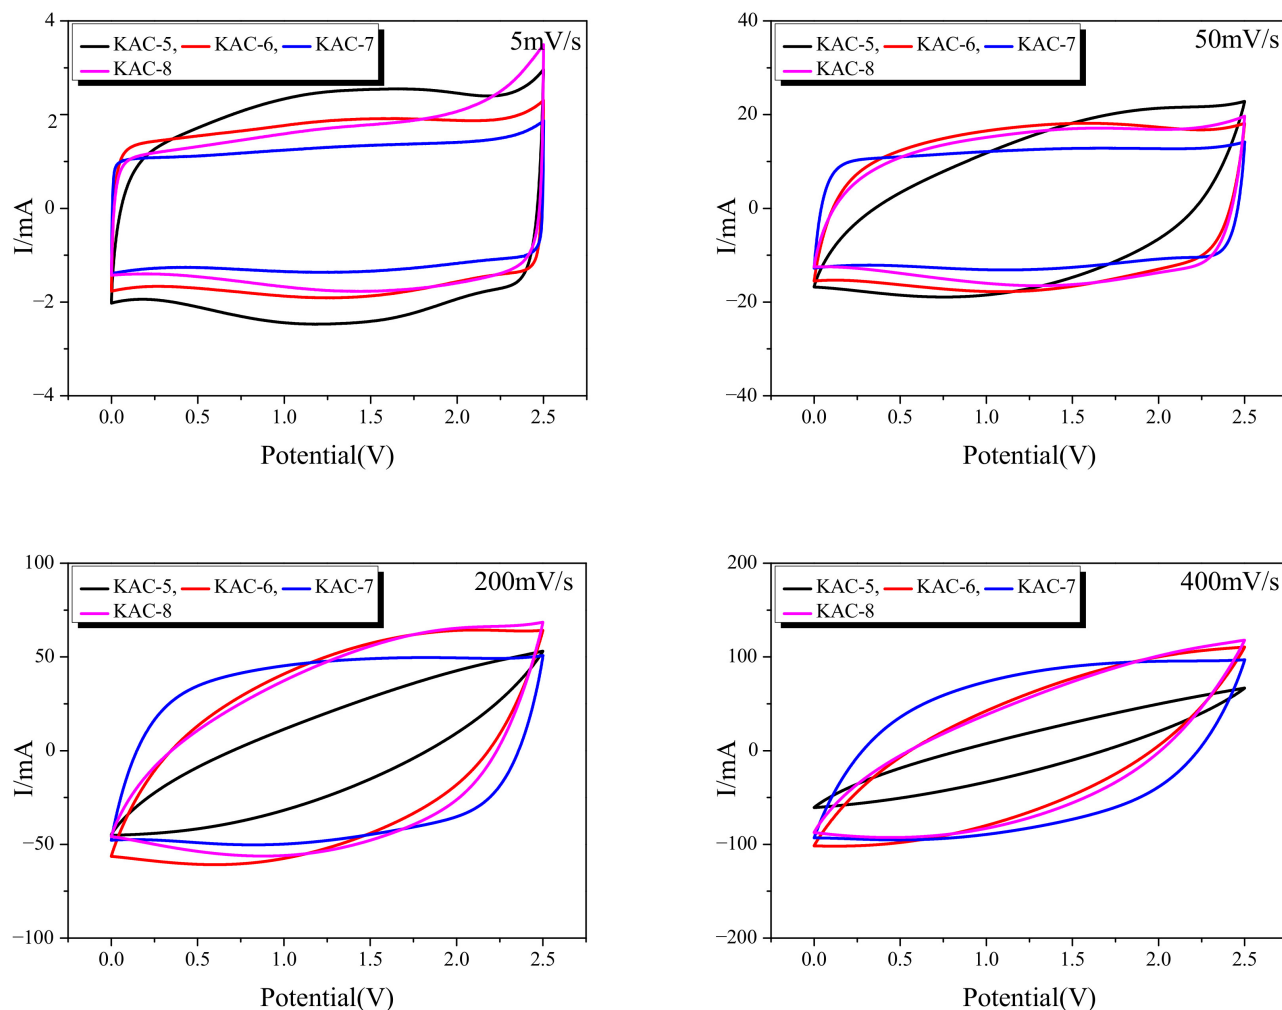 4
2
0
−2
−4
I/mA
KAC-5, KAC-6, KAC-7
KAC-8
5mV/s
0.0 0.5 1.0 1.5 2.0 2.5
Potential(V)
40
20
0
−20
−40
I/mA
KAC-5, KAC-6, KAC-7
KAC-8
50mV/s
0.0 0.5 1.0 1.5 2.0 2.5
Potential(V)
100
50
0
−50
−100
I/mA
KAC-5, KAC-6, KAC-7
KAC-8
200mV/s
0.0 0.5 1.0 1.5 2.0 2.5
Potential(V)
200
100
0
−100
−200
I/mA
KAC-5, KAC-6, KAC-7
KAC-8
400mV/s
0.0 0.5 1.0 1.5 2.0 2.5
Potential(V)